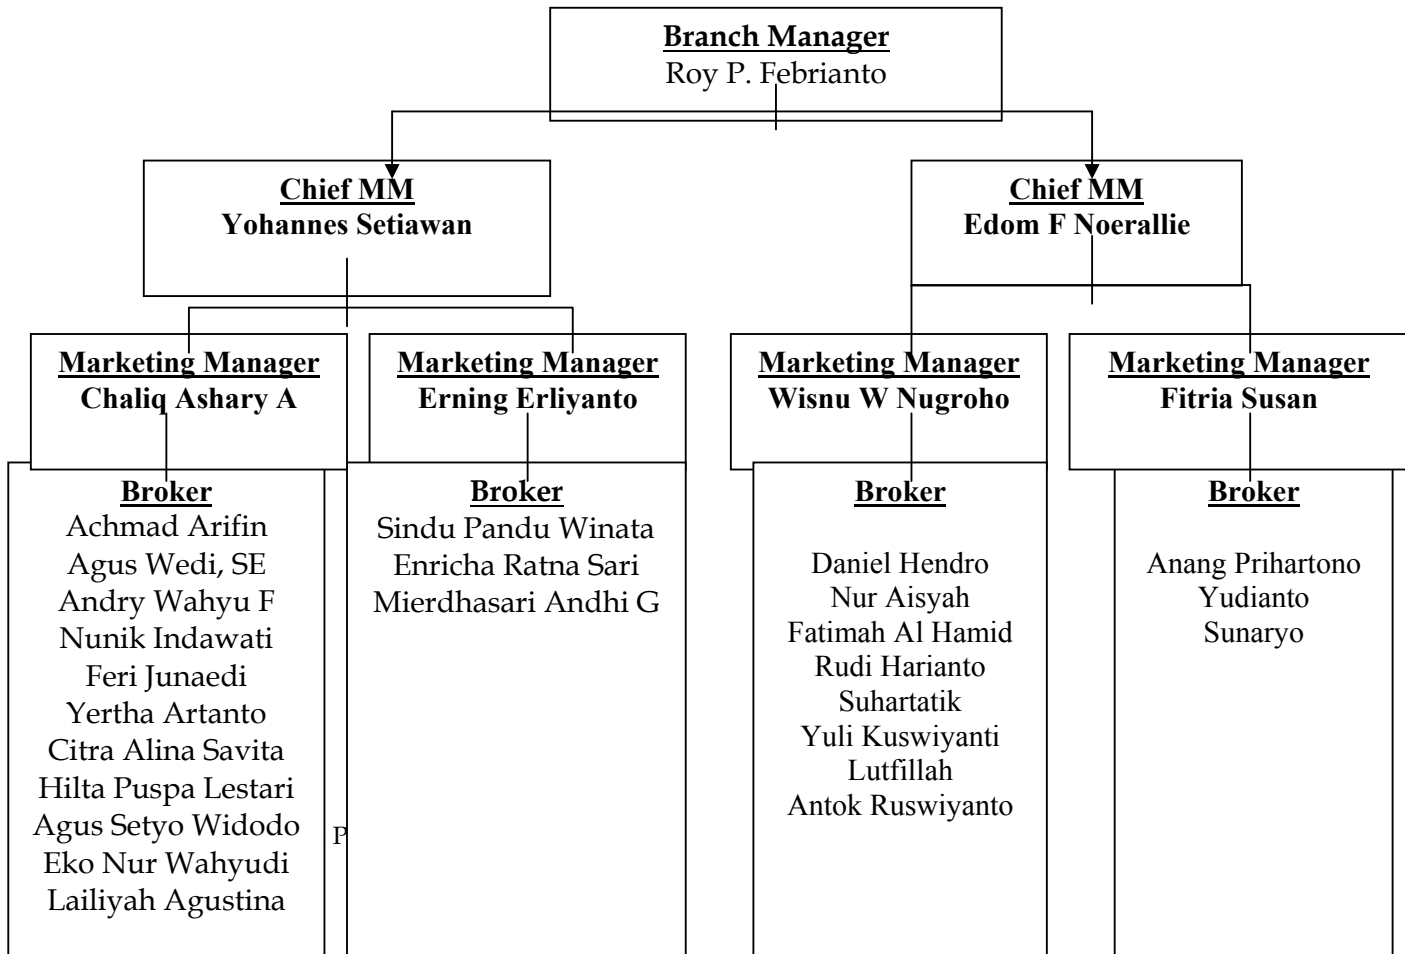 Branch Manager
Roy P. Febrianto
Chief MM
Yohannes Setiawan
Chief MM
Edom F Noerallie
Marketing Manager
Chaliq Ashary A
Marketing Manager
Erning Erliyanto
Marketing Manager
Wisnu W Nugroho
Marketing Manager
Fitria Susan
Broker
Achmad Arifin
Agus Wedi, SE
Andry Wahyu F
Nunik Indawati
Feri Junaedi
Yertha Artanto
Citra Alina Savita
Hilta Puspa Lestari
Agus Setyo Widodo
Eko Nur Wahyudi
Lailiyah Agustina
P
Broker
Sindu Pandu Winata
Enricha Ratna Sari
Mierdhasari Andhi G
Broker
Daniel Hendro
Nur Aisyah
Fatimah Al Hamid
Rudi Harianto
Suhartatik
Yuli Kuswiyanti
Lutfillah
Antok Ruswiyanto
Broker
Anang Prihartono
Yudianto
Sunaryo